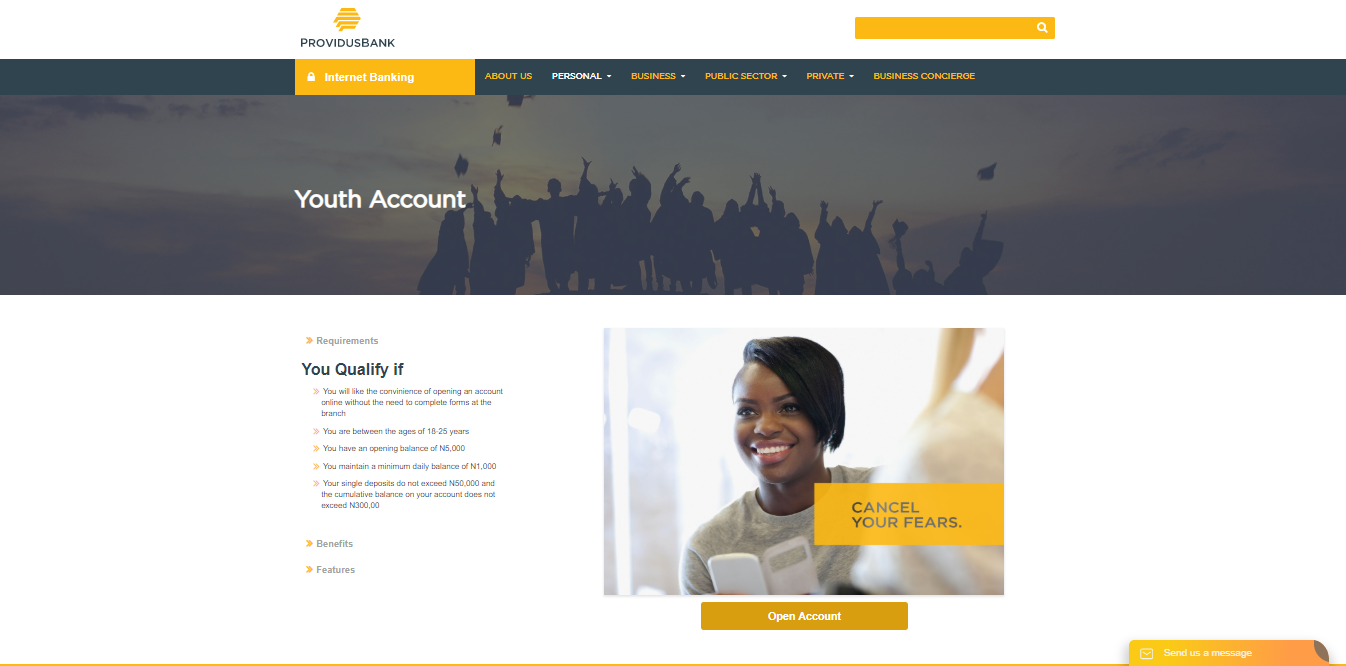 PROVIDUSBANK
Internet Banking
ABOUT US
PERSONAL
BUSINESS
PUBLIC SECTOR
PRIVATE
BUSINESS CONCIERGE
Youth Account
Requirements
You Qualify if
You will like the convinience of opening an account
online without the need to complete forms at the
branch
You are between the ages of 18-25 years
You have an opening balance of N5,000
You maintain a minimum daily balance of N1,000
Your single deposits do not exceed N50,000 and
the cumulative balance on your account does not
exceed N300,00
Benefits
Features
CANCEL
YOUR FEARS.
Open Account
Send us a message